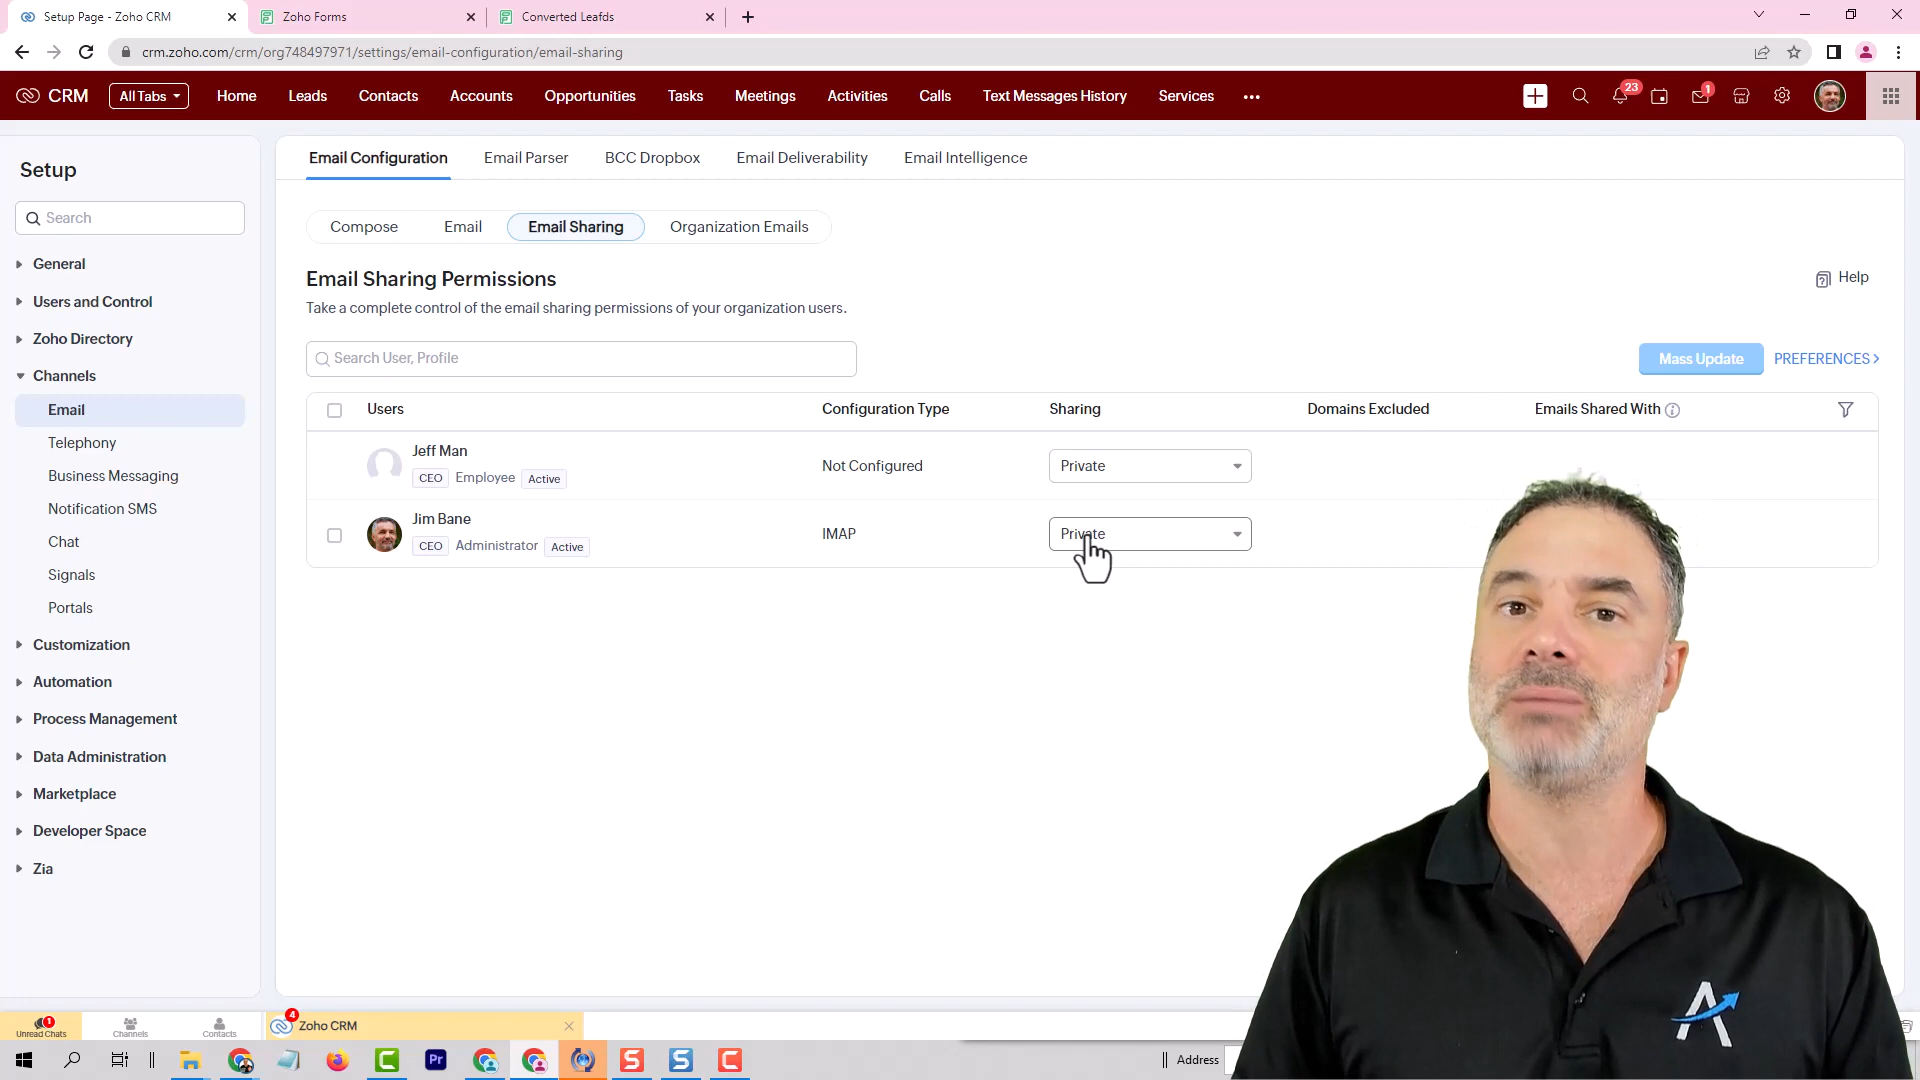 Setup Page - Zoho CRM
Zoho Forms
Converted Leafds
crm.zoho.com/crm/org748497971/settings/email-configuration/email-sharing
CRM
All Tabs
Home
Leads
Contacts
Accounts
Opportunities
Tasks
Meetings
Activities
Calls
Text Messages History
Services
23
1
Setup
Search
General
Users and Control
Zoho Directory
Channels
Email
Telephony
Business Messaging
Notification SMS
Chat
Signals
Portals
Customization
Automation
Process Management
Data Administration
Marketplace
Developer Space
Zia
Email Configuration
Email Parser
BCC Dropbox
Email Deliverability
Email Intelligence
Compose
Email
Email Sharing
Organization Emails
Email Sharing Permissions
Help
Take a complete control of the email sharing permissions of your organization users.
Search User, Profile
Mass Update
PREFERENCES
Users
Configuration Type
Sharing
Domains Excluded
Emails Shared With
Jeff Man
CEO Employee Active
Not Configured
Private
Jim Bane
CEO Administrator Active
IMAP
Private
1
Unread Chats
Channels
Contacts
4
Zoho CRM
Pr
Address